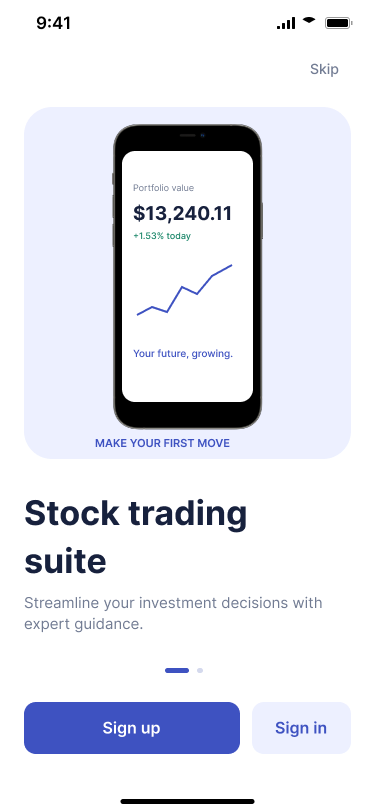 9:41
Skip
Portfolio value
$13,240.11
+1.53% today
Your future, growing.
MAKE YOUR FIRST MOVE
Stock trading
suite
Streamline your investment decisions with
expert guidance.
Sign up
Sign in